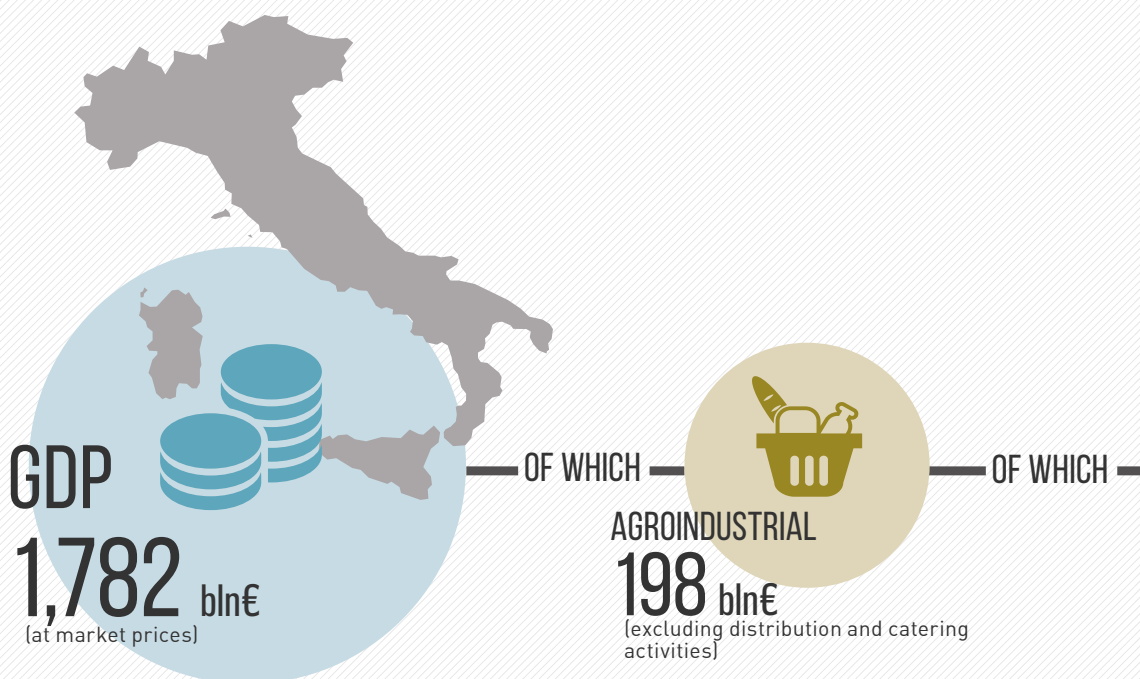 GDP
1,782 bln€
(at market prices)
OF WHICH
AGROINDUSTRIAL
198 bln€
(excluding distribution and catering
activities)
OF WHICH